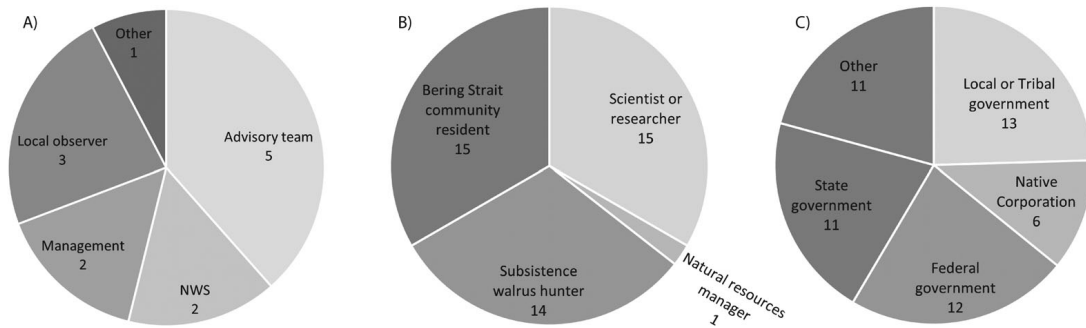 A)
Other
1
Advisory team
5
Local observer
3
Management
2
NWS
2
B)
Bering Strait
community
resident
15
Scientist or
researcher
15
Subsistence
walrus hunter
14
Natural resources
manager
1
C)
Other
11
Local or Tribal
government
13
State
government
11
Native
Corporation
6
Federal
government
12